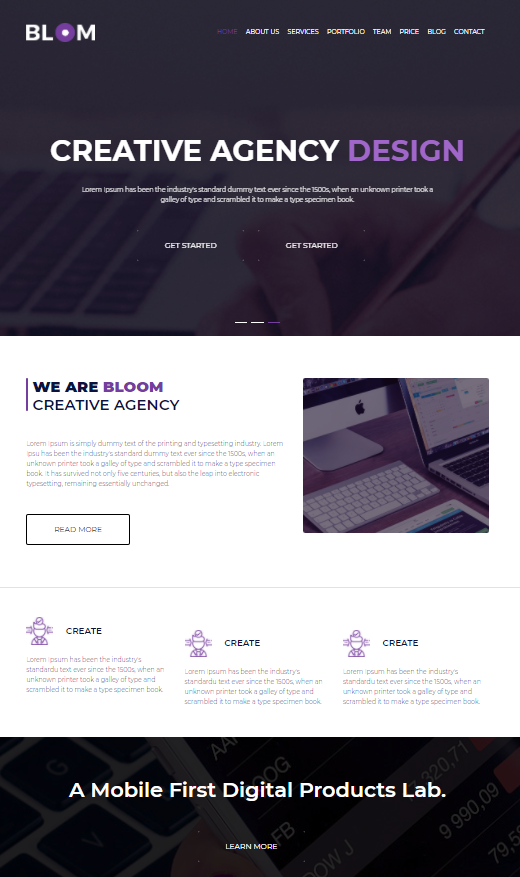 BLOM
HOME ABOUT US SERVICES PORTFOLIO TEAM PRICE BLOG CONTACT
CREATIVE AGENCY DESIGN
Lorem Ipsum has been the industry's standard dummy text ever since the 1500s, when an unknown printer took a
galley of type and scrambled it to make a type specimen book.
GET STARTED GET STARTED
WE ARE BLOOM
CREATIVE AGENCY
Lorem Ipsum is simply dummy text of the printing and typesetting industry. Lorem
Ipsu has been the industry's standard dummy text ever since the 1500s, when an
unknown printer took a galley of type and scrambled it to make a type specimen
book. It has survived not only five centuries, but also the leap into electronic
typesetting, remaining essentially unchanged.
READ MORE
CREATE
Lorem Ipsum has been the industry's
standardu text ever since the 1500s, when an
unknown printer took a galley of type and
scrambled it to make a type specimen book.
CREATE
Lorem Ipsum has been the industry's
standardu text ever since the 1500s, when an
unknown printer took a galley of type and
scrambled it to make a type specimen book.
CREATE
Lorem Ipsum has been the industry's
standardu text ever since the 1500s, when an
unknown printer took a galley of type and
scrambled it to make a type specimen book.
A Mobile First Digital Products Lab.
LEARN MORE
GOOG
FB
DOW J
9 990,09